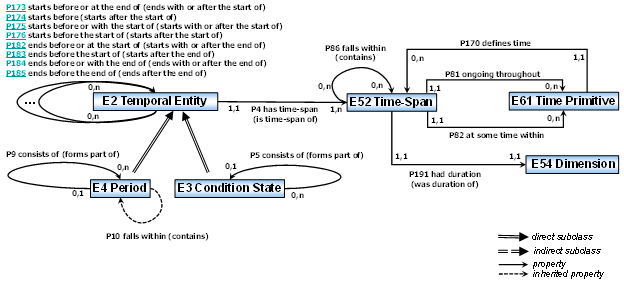 P173 starts before or at the end of (ends with or after the start of)
P174 starts before (starts after the start of)
P175 starts before or with the start of (starts with or after the start of)
P176 starts before the start of (starts after the start of)
P182 ends before or at the start of (starts with or after the end of)
P183 ends before the start of (starts after the end of)
P184 ends before or with the end of (ends with or after the end of)
P185 ends before the end of (ends after the end of)
P86 falls within
(contains)
P170 defines time
0,n
1,1
0,n
0,n
...
E2 Temporal Entity
0,n
1,1
P4 has time-span
(is time-span of)
1,n
0,n
0,n
E52 Time-Span
1,1
P81 ongoing throughout
0,n
E61 Time Primitive
1,1
0,n
P82 at some time within
P9 consists of (forms part of)
0,n
0,1
E4 Period
0,n
P10 falls within (contains)
P5 consists of (forms part of)
0,1
E3 Condition State
0,n
1,1
1,1
E54 Dimension
P191 had duration
(was duration of)
direct subclass
indirect subclass
property
inherited property